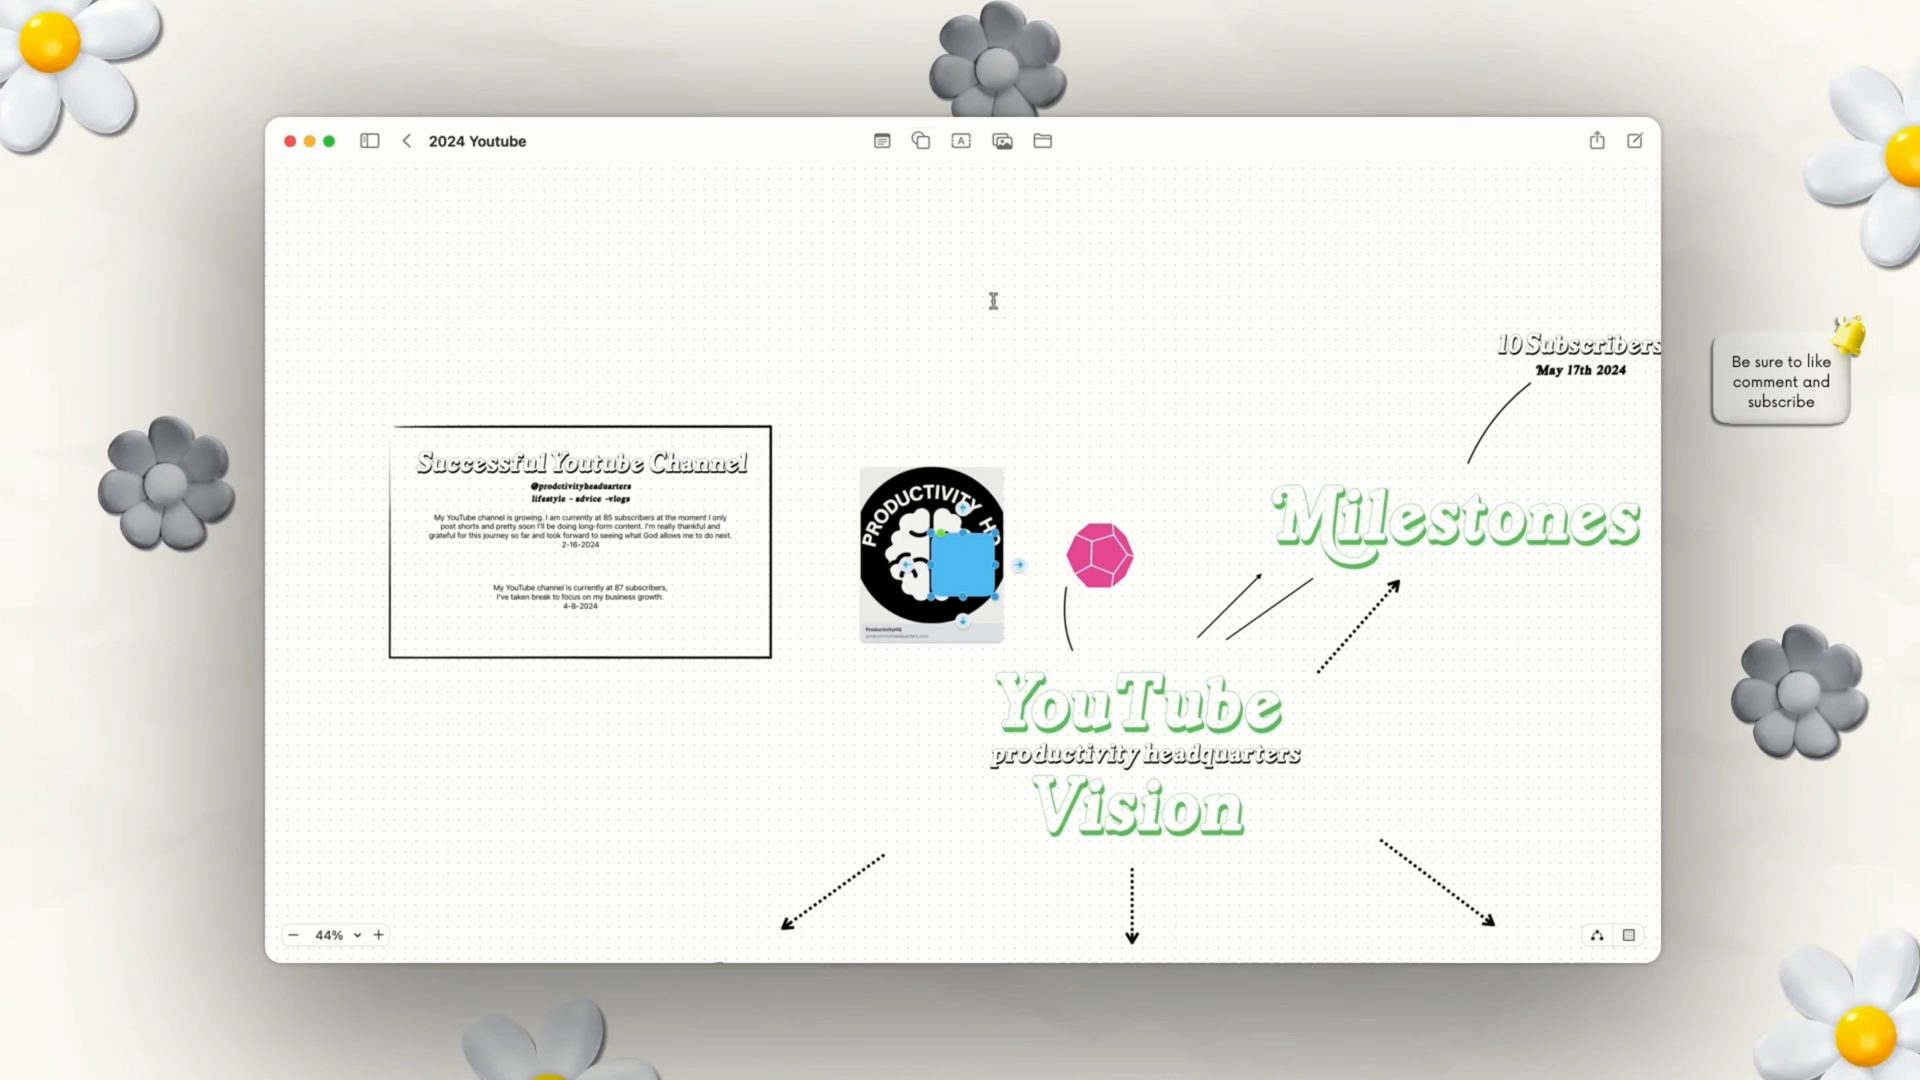 2024 Youtube
10 Subscribers
May 17th 2024
Be sure to like
comment and
subscribe
Successful Youtube Channel
@prodctivityheaduarters
lifestyle - advice -vlogs
My YouTube channel is growing. I am currently at 85 subscribers at the moment I only
post shorts and pretty soon I'll be doing long-form content. I'm really thankful and
grateful for this journey so far and look forward to seeing what God allows me to do next.
2-16-2024
My YouTube channel is currently at 87 subscribers,
I've taken break to focus on my business growth.
4-8-2024
PRODUCTIVITY H
ProductivityHQ
productivityheadquarters.com
Milestones
YouTube
productivity headquarters
Vision
44%